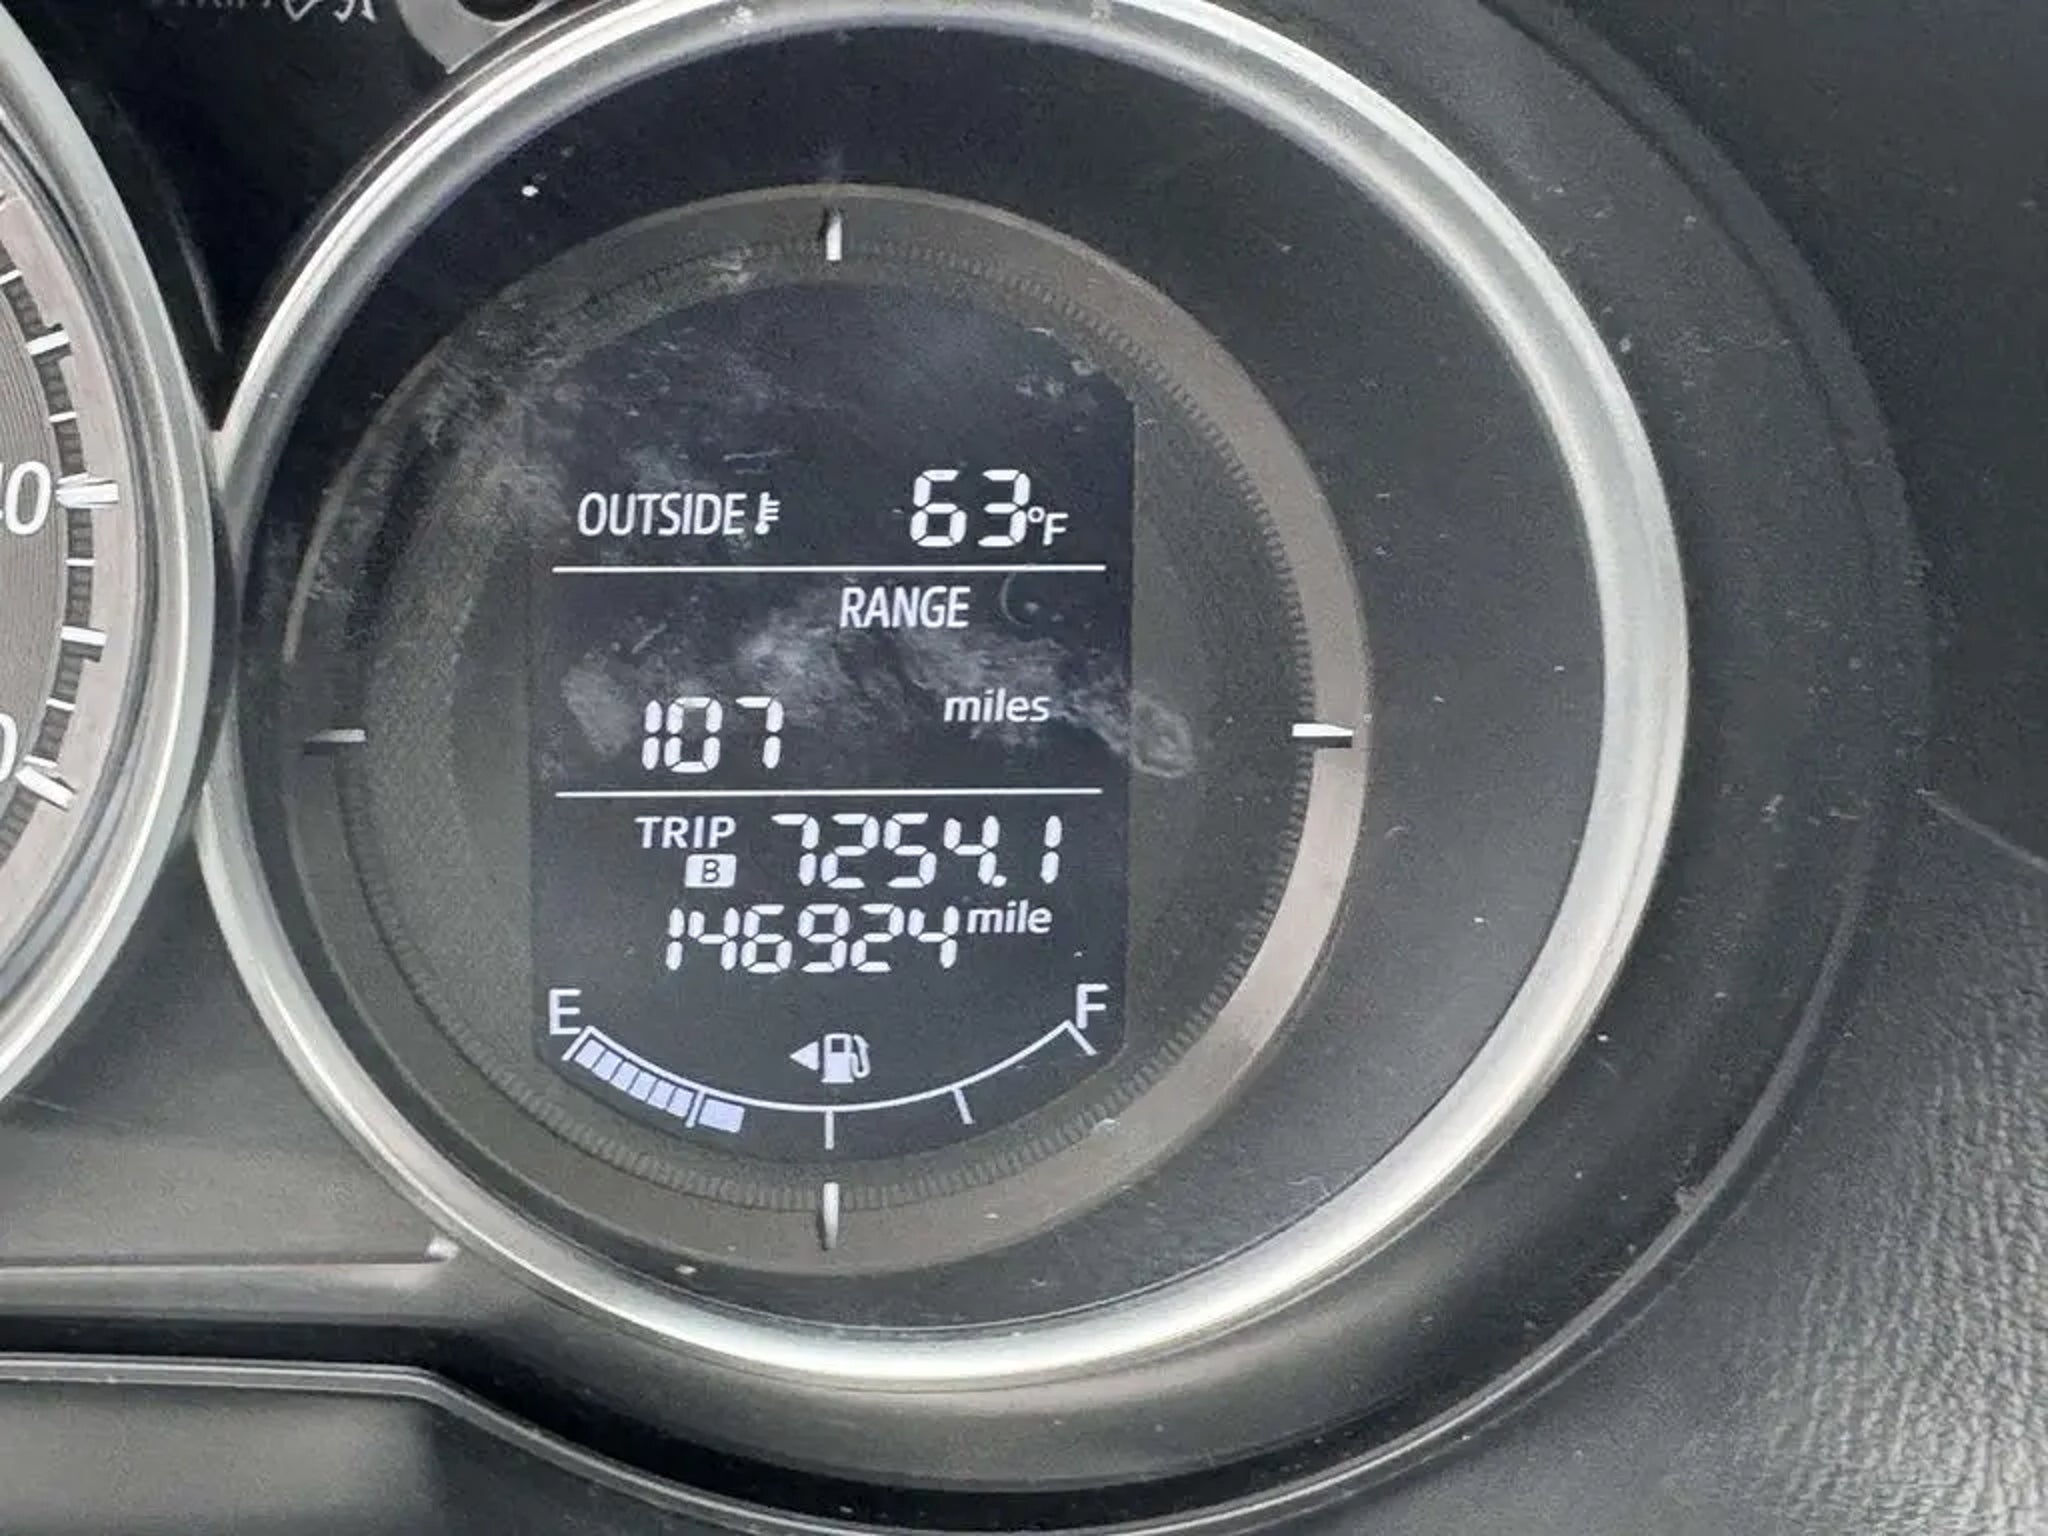 OUTSIDE 63°F
RANGE
107 miles
TRIP B 7254.1
146924 mile
E F